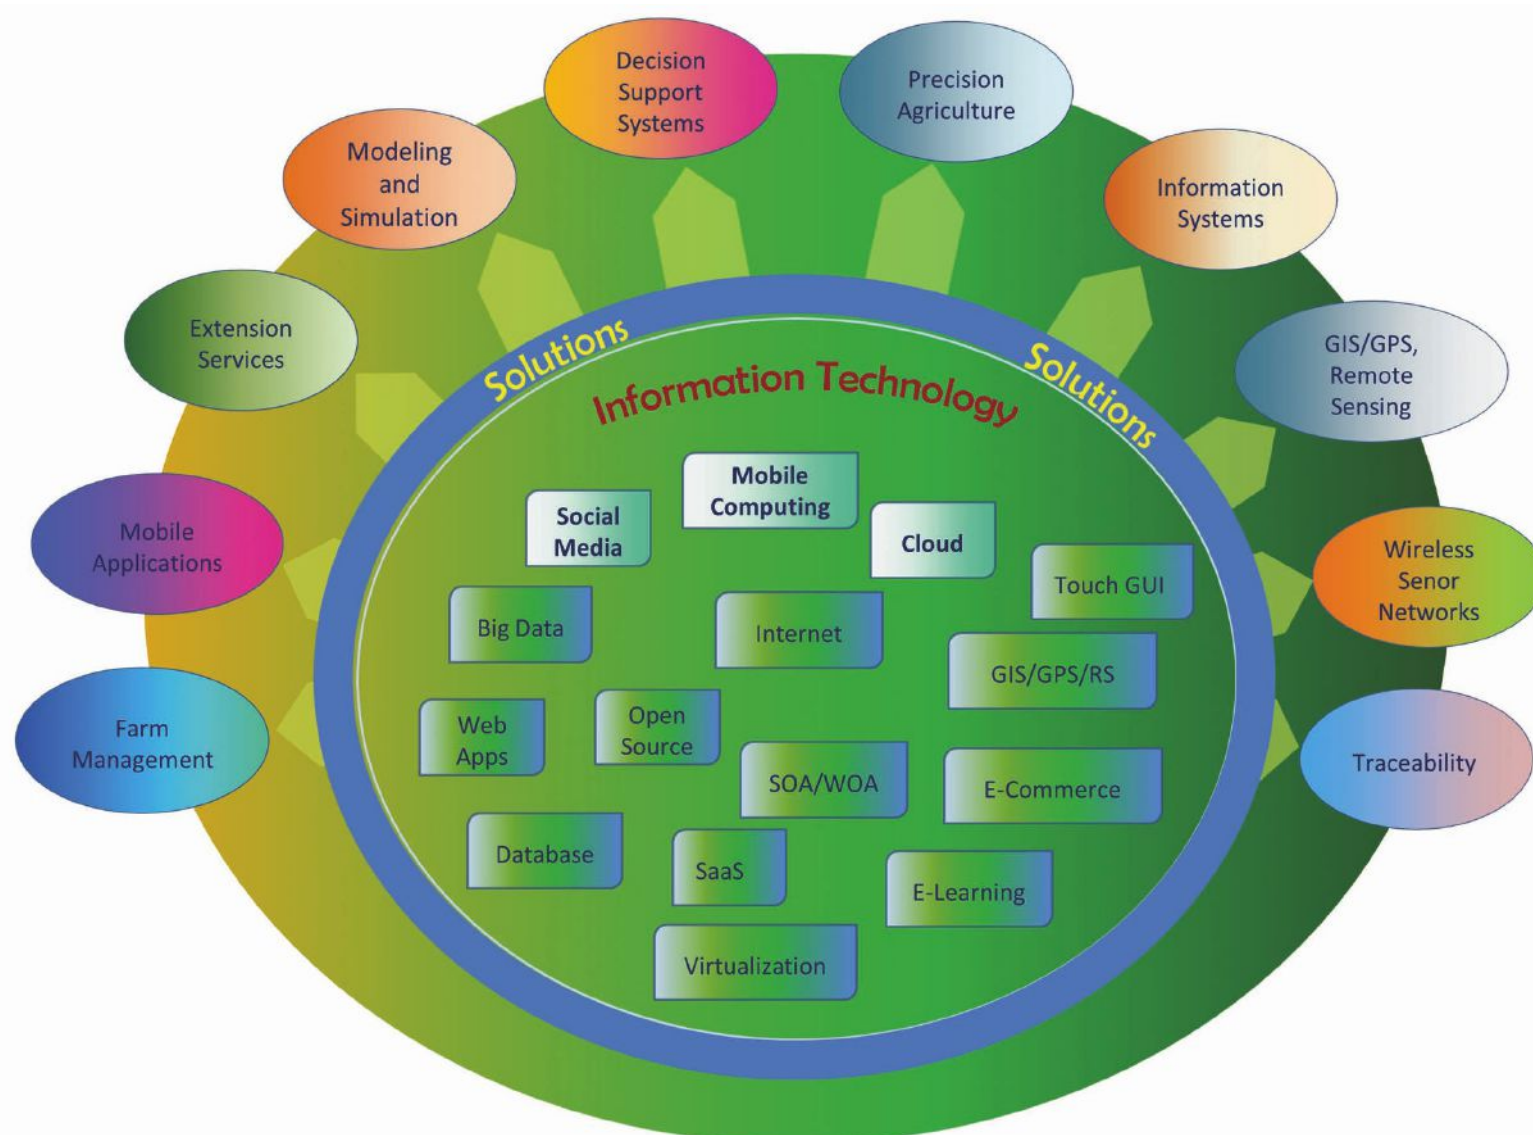 Decision
Support
Systems
Precision
Agriculture
Modeling
and
Simulation
Information
Systems
Extension
Services
GIS/GPS,
Remote
Sensing
Mobile
Applications
Wireless
Senor
Networks
Farm
Management
Traceability
Solutions
Solutions
Information Technology
Mobile
Computing
Social
Media
Cloud
Touch GUI
Big Data
Internet
GIS/GPS/RS
Web
Apps
Open
Source
SOA/WOA
E-Commerce
Database
SaaS
E-Learning
Virtualization